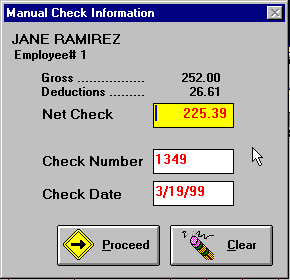 Manual Check Information
JANE RAMIREZ
Employee# 1
Gross .................. 252.00
Deductions .......... 26.61
Net Check 225.39
Check Number 1349
Check Date 3/19/99
Proceed Clear